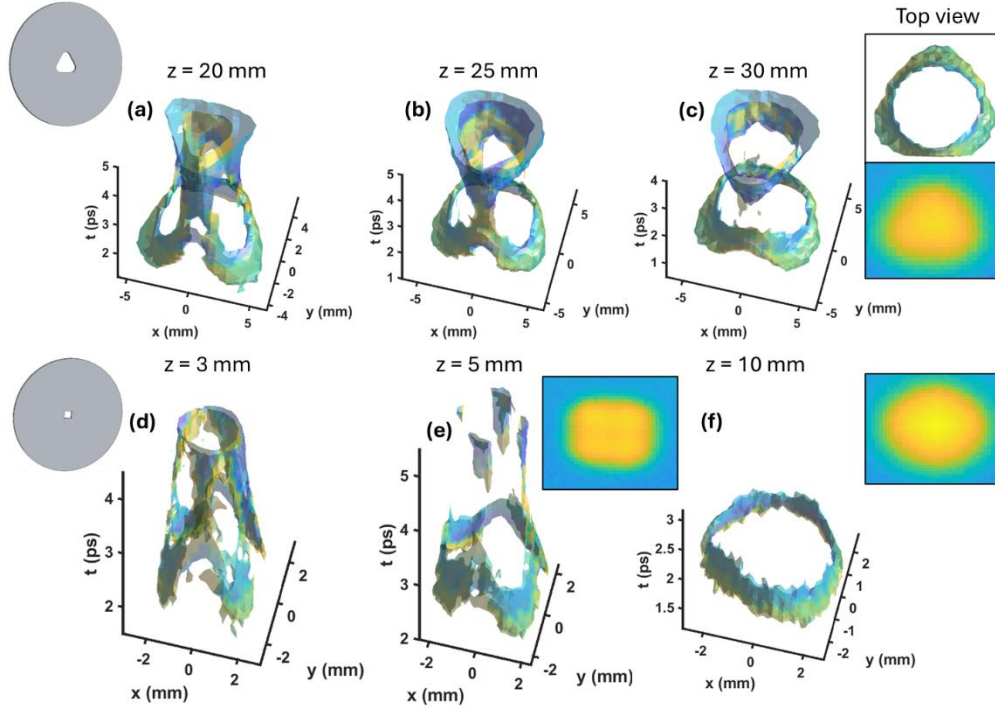 Top view
z = 20 mm
z = 25 mm
z = 30 mm
(a)
(b)
(c)
5
4
3
2
t (ps)
-5
0
5
x (mm)
4
2
0
-2
-4
y (mm)
5
4
3
2
1
t (ps)
-5
0
5
x (mm)
5
0
-5
y (mm)
4
3
2
1
t (ps)
-5
0
5
x (mm)
5
0
-5
y (mm)
z = 3 mm
z = 5 mm
z = 10 mm
(d)
(e)
(f)
4
3
2
t (ps)
-2
0
2
x (mm)
2
0
-2
y (mm)
5
4
3
2
t (ps)
-2
0
2
x (mm)
2
0
-2
y (mm)
3
2.5
2
1.5
t (ps)
-2
0
2
x (mm)
2
1
0
-1
-2
y (mm)